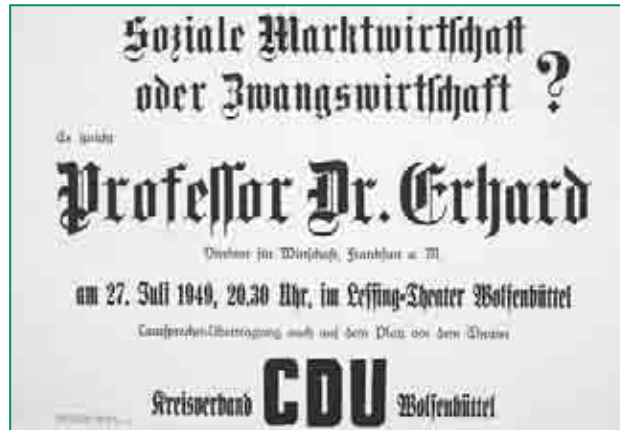 Soziale Marktwirtschaft
oder Zwangswirtschaft ?
Es spricht
Professor Dr. Erhard
Direktor für Wirtschaft, Frankfurt a. M.
am 27. Juli 1949, 20.30 Uhr, im Lessing-Theater Wolfenbüttel
Lautsprecher-Übertragung auch auf dem Platz vor dem Theater
Kreisverband CDU Wolfenbüttel